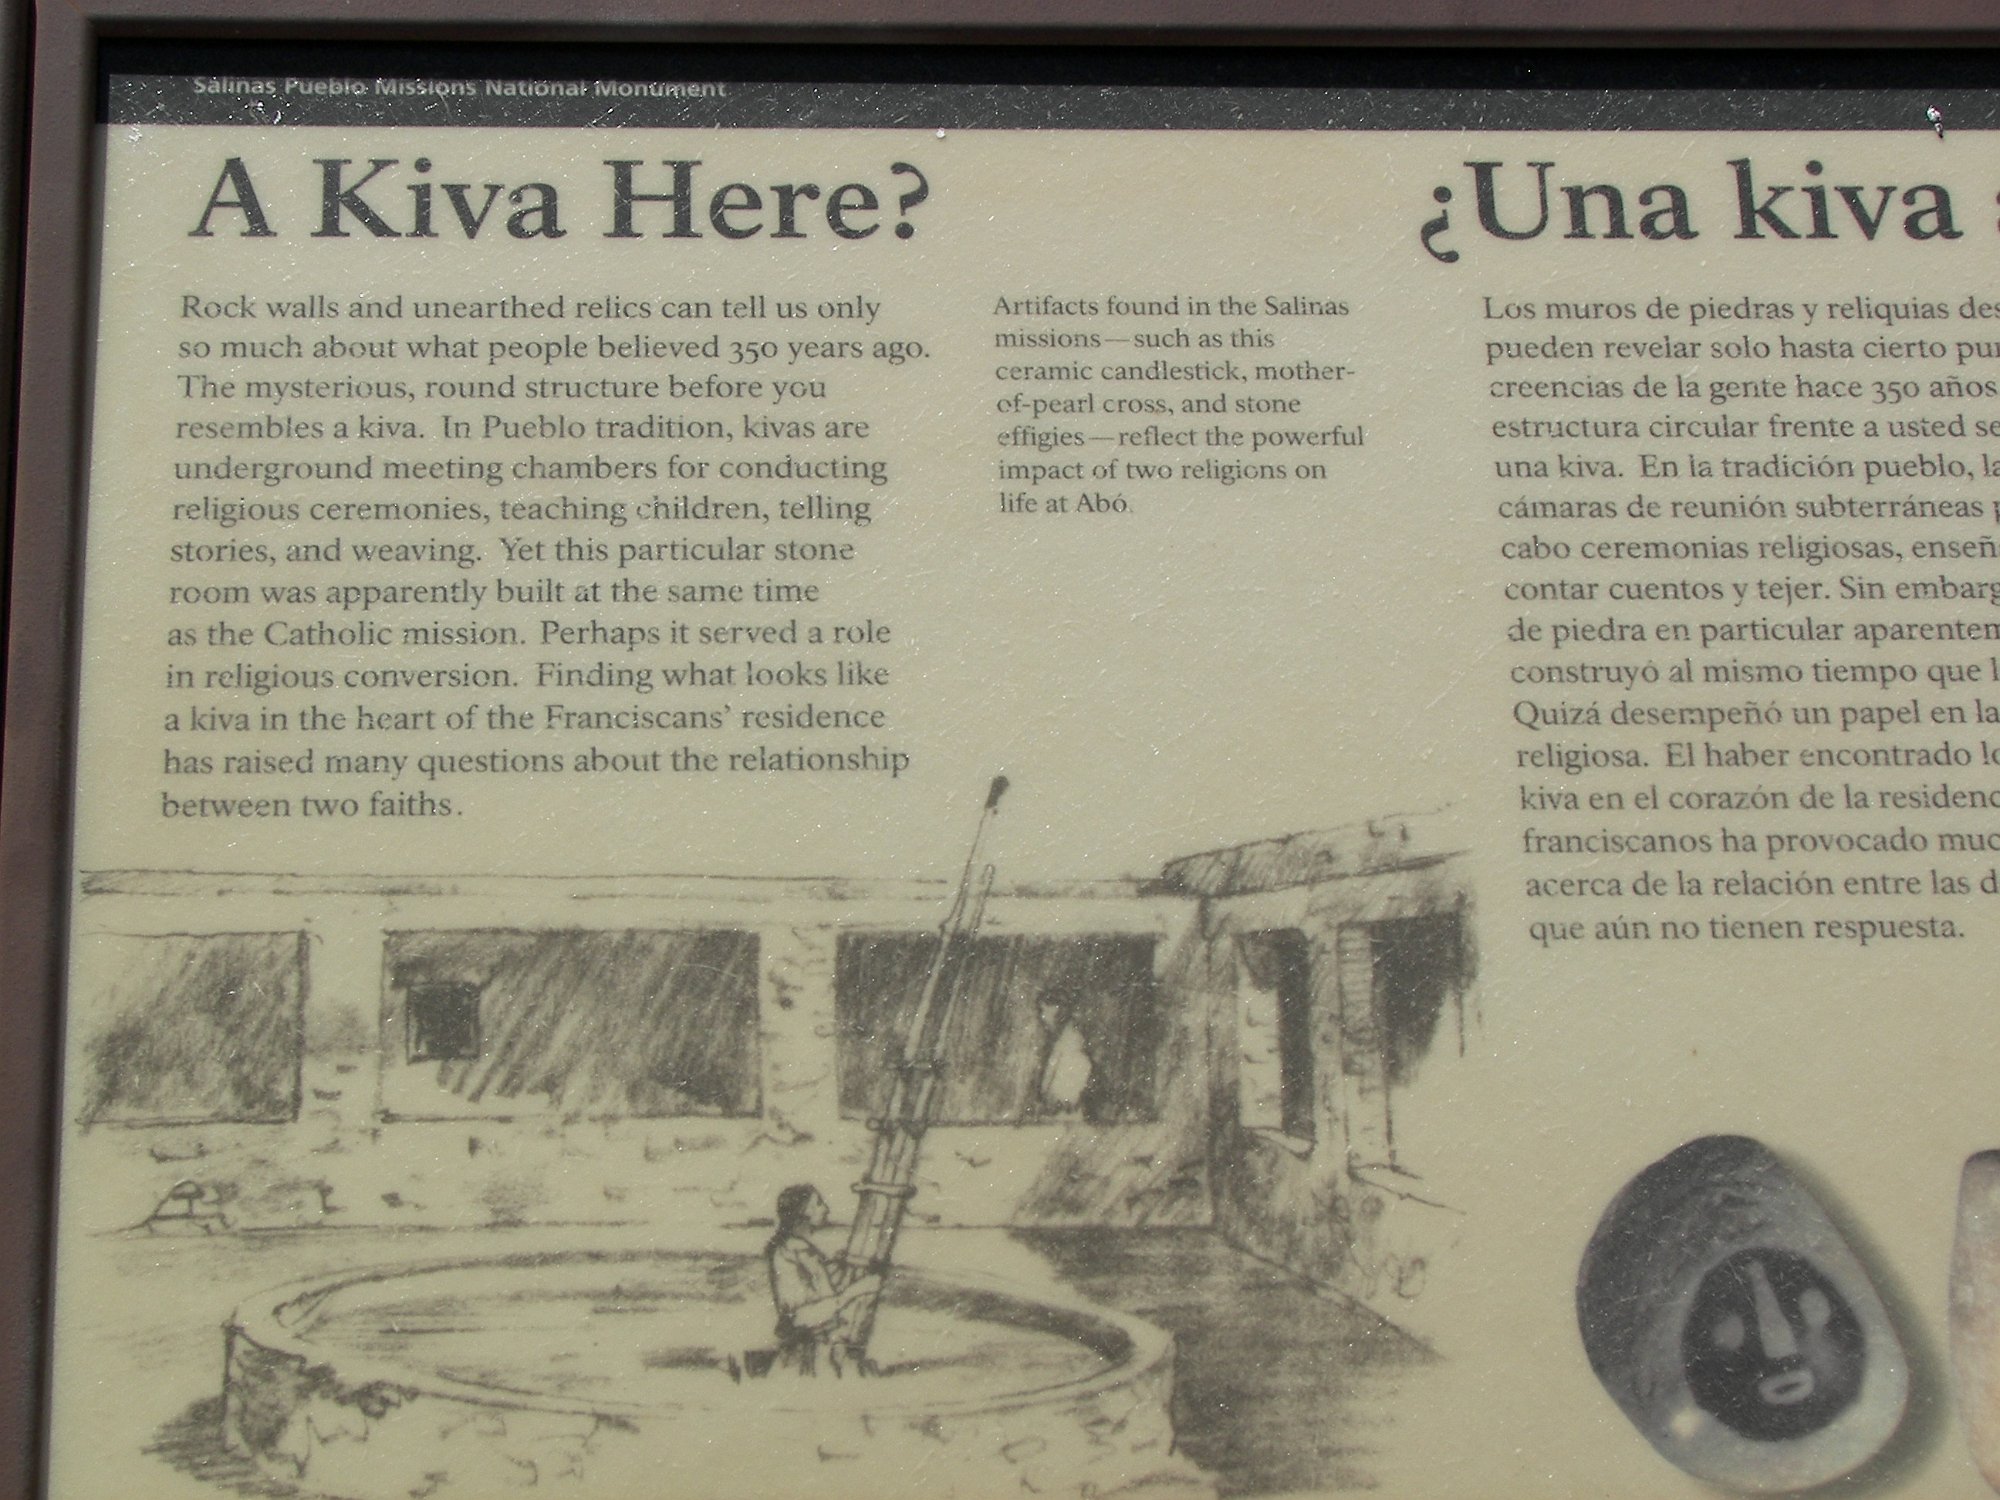 Salinas Pueblo Missions National Monument
A Kiva Here?
Rock walls and unearthed relics can tell us only
so much about what people believed 350 years ago.
The mysterious, round structure before you
resembles a kiva. In Pueblo tradition, kivas are
underground meeting chambers for conducting
religious ceremonies, teaching children, telling
stories, and weaving. Yet this particular stone
room was apparently built at the same time
as the Catholic mission. Perhaps it served a role
in religious conversion. Finding what looks like
a kiva in the heart of the Franciscans' residence
has raised many questions about the relationship
between two faiths.
Artifacts found in the Salinas
missions—such as this
ceramic candlestick, mother-
of-pearl cross, and stone
effigies—reflect the powerful
impact of two religions on
life at Abó.
¿Una kiva
Los muros de piedras y reliquias
pueden revelar solo hasta cierto
creencias de la gente hace 350 años
estructura circular frente a usted
una kiva. En la tradición pueblo,
cámaras de reunión subterráneas
cabo ceremonias religiosas,
contar cuentos y tejer. Sin
de piedra en particular
construyó al mismo tiempo que
Quizá desempeñó un papel en la
religiosa. El haber encontrado
kiva en el corazón de la
franciscanos ha provocado
acerca de la relación entre las
que aún no tienen respuesta.